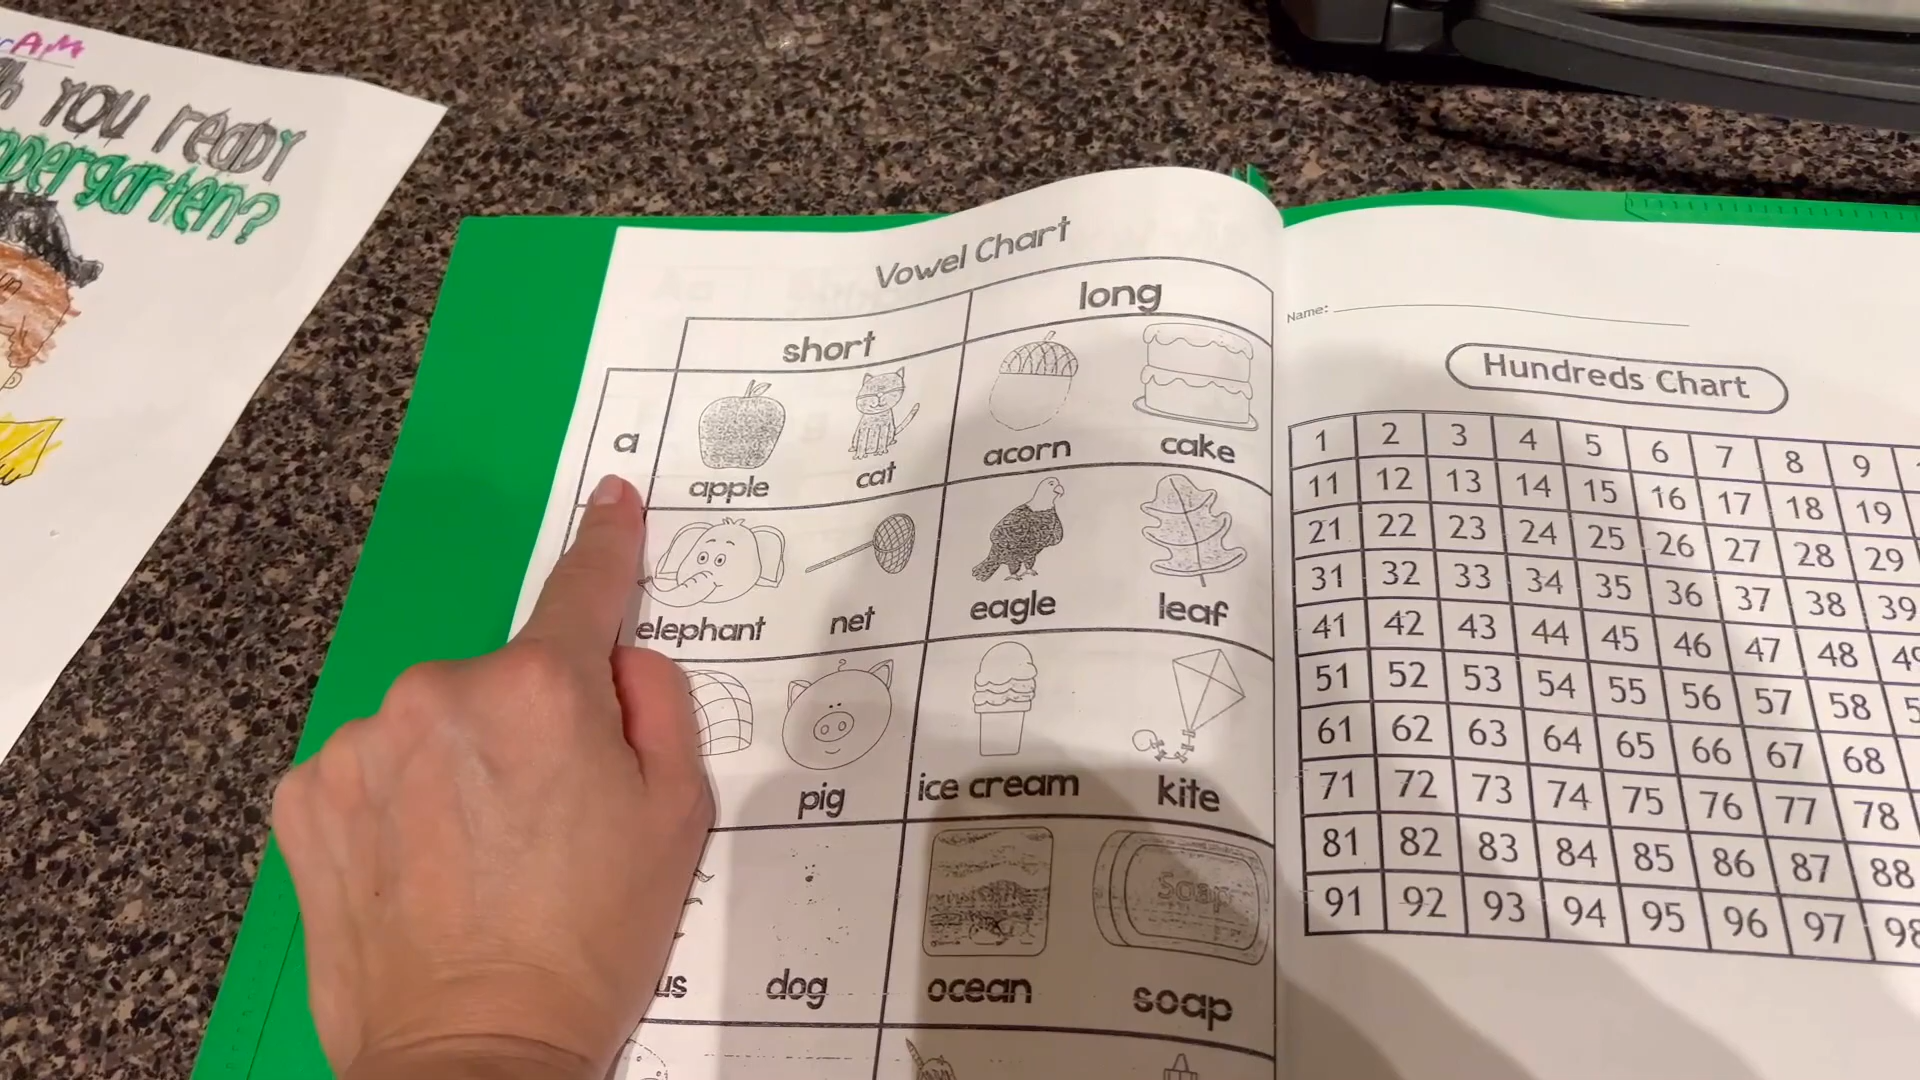 AM
YOU ready
Kindergarten?
Vowel Chart
short long
a
apple cat acorn cake
elephant net eagle leaf
pig ice cream kite
Soap
us dog ocean soap
Name:
Hundreds Chart
1 2 3 4 5 6 7 8 9
11 12 13 14 15 16 17 18 19
21 22 23 24 25 26 27 28 29
31 32 33 34 35 36 37 38 39
41 42 43 44 45 46 47 48
51 52 53 54 55 56 57 58
61 62 63 64 65 66 67 68
71 72 73 74 75 76 77 78
81 82 83 84 85 86 87 88
91 92 93 94 95 96 97 98